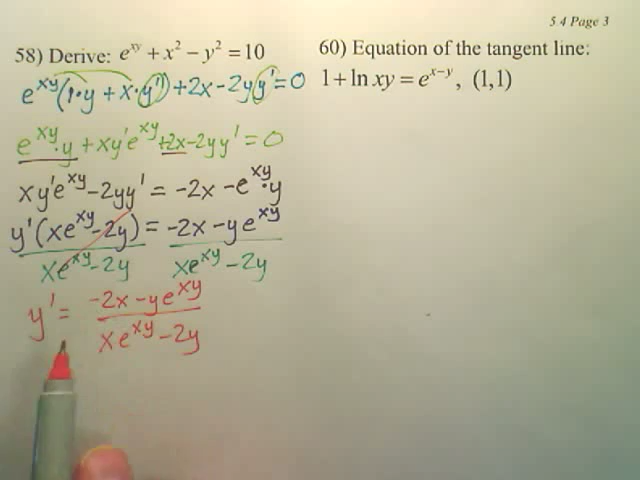 5 4 Page 3
58) Derive: e^{xy} + x² − y² = 10
e^{xy}(1·y + x·y') + 2x − 2yy' = 0
e^{xy}·y + xy'e^{xy} + 2x − 2yy' = 0
xy'e^{xy} − 2yy' = −2x − e^{xy}·y
y'(xe^{xy} − 2y) = −2x − ye^{xy}
xe^{xy} − 2y xe^{xy} − 2y
y' = −2x − ye^{xy}
xe^{xy} − 2y
60) Equation of the tangent line:
1 + ln xy = e^{x−y}, (1,1)